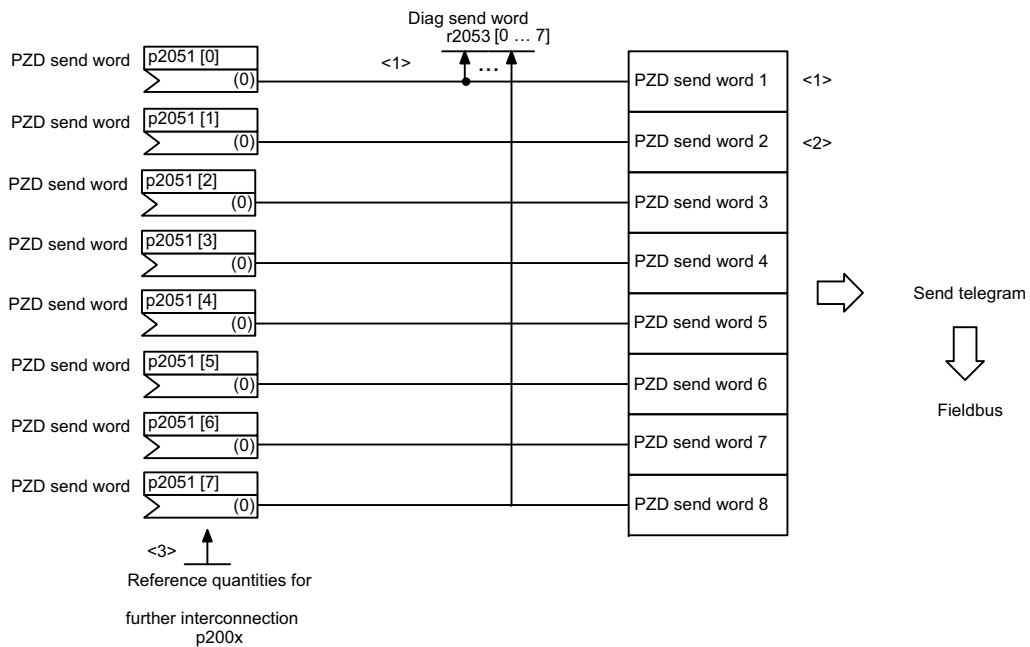 Diag send word
r2053 [0 … 7]
PZD send word
p2051 [0]
(0)
<1>
...
PZD send word 1
<1>
PZD send word
p2051 [1]
(0)
PZD send word 2
<2>
PZD send word
p2051 [2]
(0)
PZD send word 3
PZD send word
p2051 [3]
(0)
PZD send word 4
PZD send word
p2051 [4]
(0)
PZD send word 5
Send telegram
PZD send word
p2051 [5]
(0)
PZD send word 6
Fieldbus
PZD send word
p2051 [6]
(0)
PZD send word 7
PZD send word
p2051 [7]
(0)
PZD send word 8
<3>
Reference quantities for
further interconnection
p200x